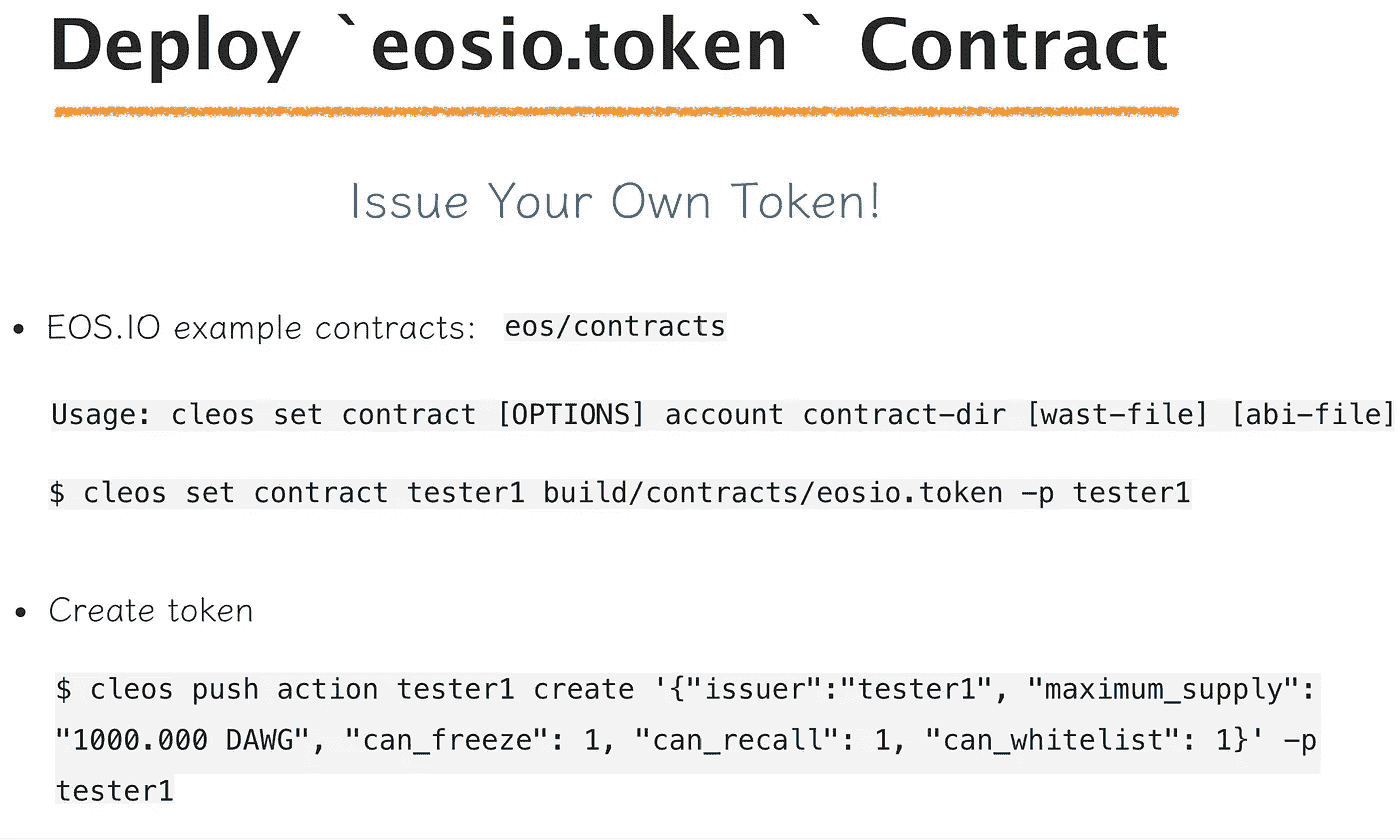 Deploy `eosio.token` Contract
Issue Your Own Token!
• EOS.IO example contracts: eos/contracts
Usage: cleos set contract [OPTIONS] account contract-dir [wast-file] [abi-file]
$ cleos set contract tester1 build/contracts/eosio.token -p tester1
• Create token
$ cleos push action tester1 create '{"issuer":"tester1", "maximum_supply":
"1000.000 DAWG", "can_freeze": 1, "can_recall": 1, "can_whitelist": 1}' -p
tester1